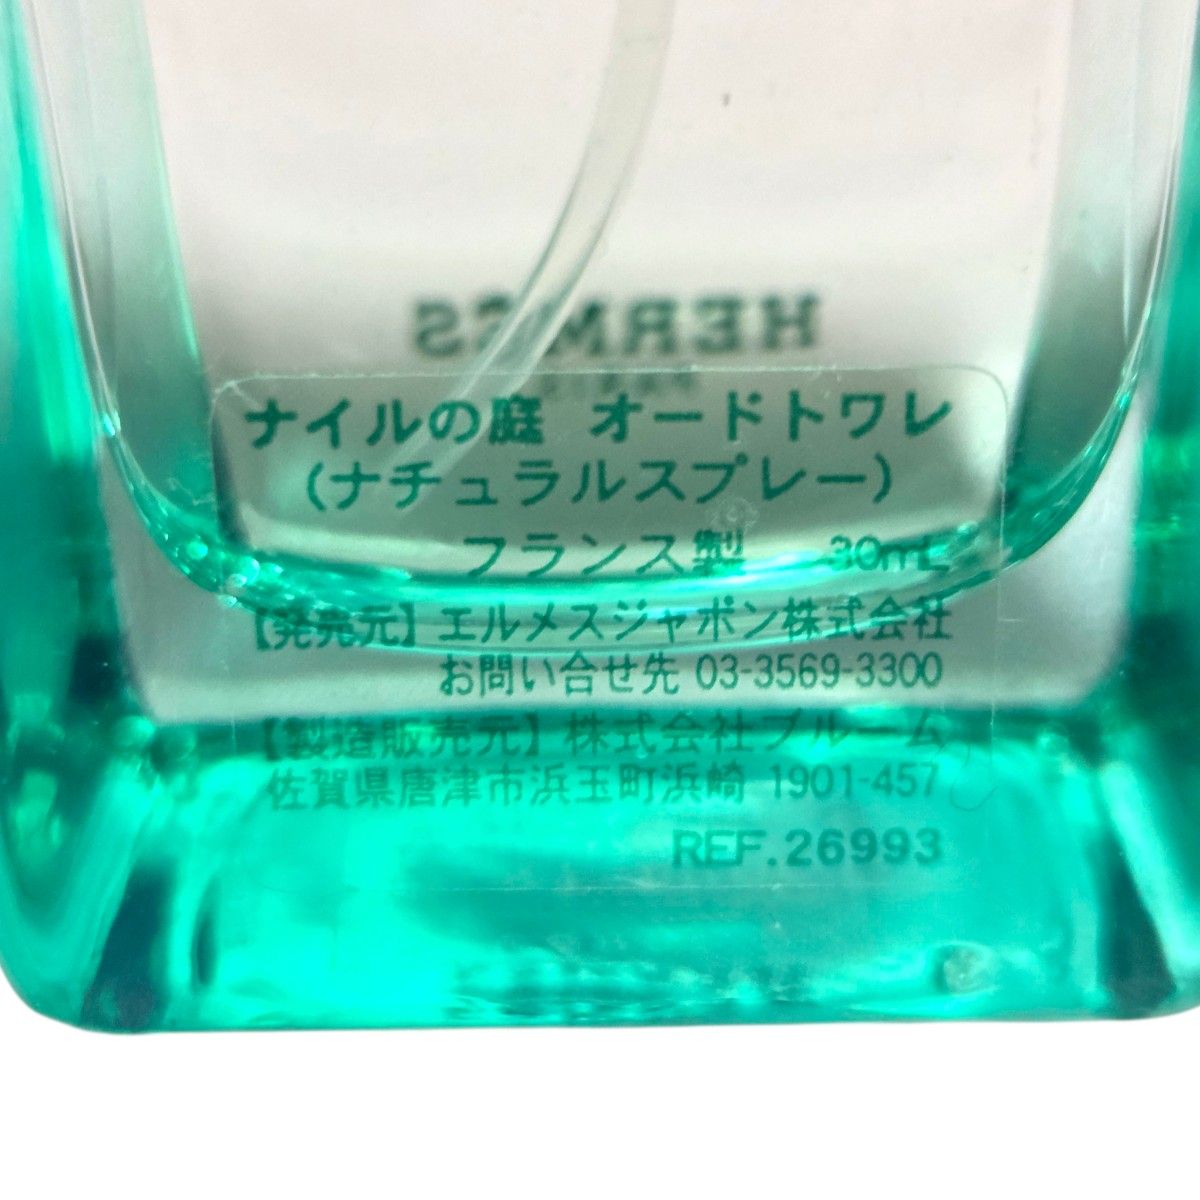 HERMÈS
PARIS
ナイルの庭 オードトワレ
(ナチュラルスプレー)
フランス製 30mL
【発売元】エルメスジャポン株式会社
お問い合せ先 03-3569-3300
【製造販売元】株式会社ブルーム
佐賀県唐津市浜玉町浜崎 1901-457
REF.26993